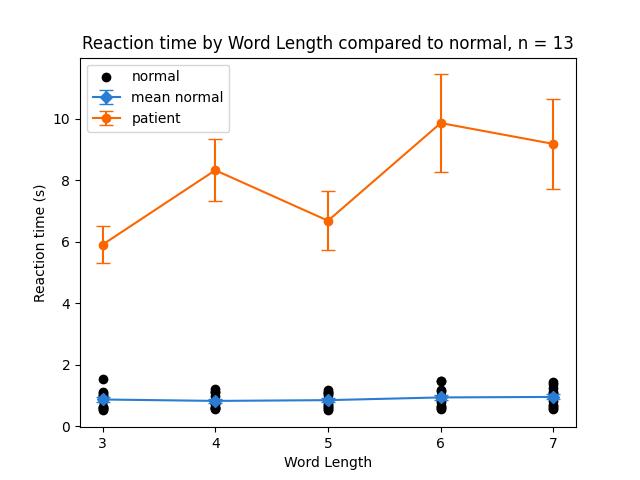 Reaction time by Word Length compared to normal, n = 13
normal
mean normal
patient
10
8
6
4
2
0
Reaction time (s)
3 4 5 6 7
Word Length